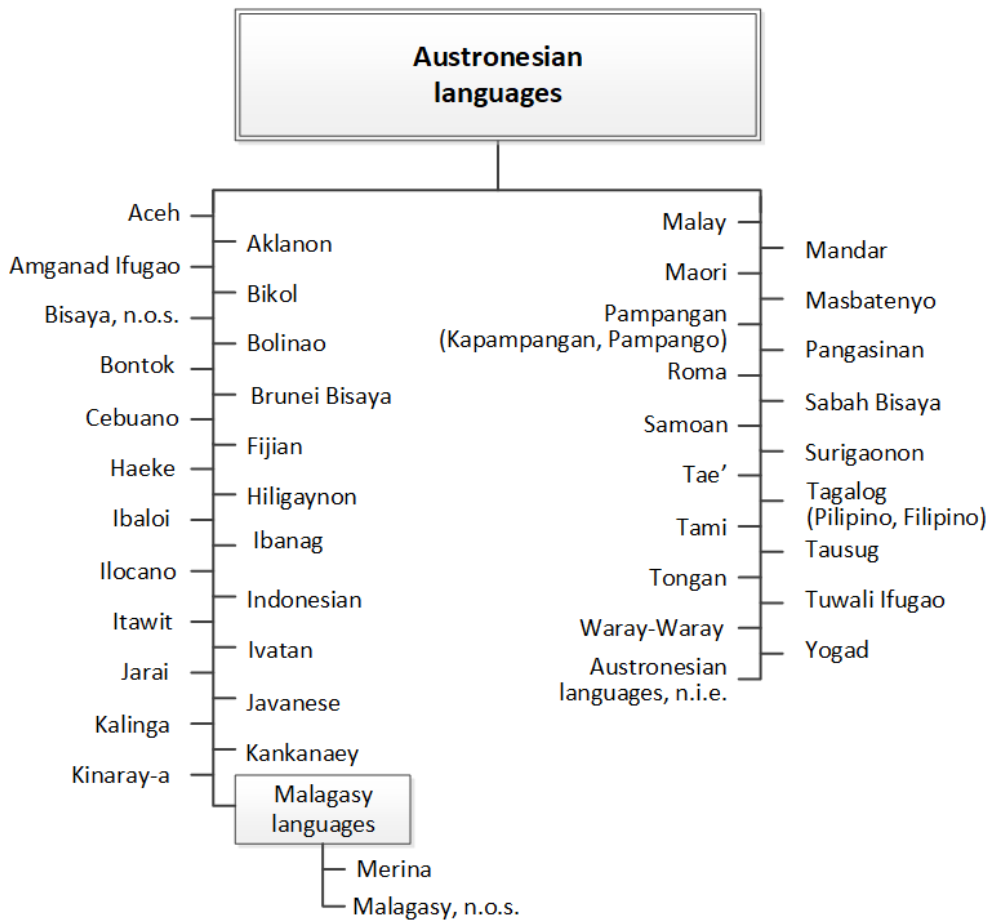 Austronesian
languages
Aceh
Aklanon
Amganad Ifugao
Bikol
Bisaya, n.o.s.
Bolinao
Bontok
Brunei Bisaya
Cebuano
Fijian
Haeke
Hiligaynon
Ibaloi
Ibanag
Ilocano
Indonesian
Itawit
Ivatan
Jarai
Javanese
Kalinga
Kankanaey
Kinaray-a
Malagasy
languages
Merina
Malagasy, n.o.s.
Malay
Mandar
Maori
Masbatenyo
Pampangan
(Kapampangan, Pampango)
Pangasinan
Roma
Sabah Bisaya
Samoan
Surigaonon
Tae’
Tagalog
(Pilipino, Filipino)
Tami
Tausug
Tongan
Tuwali Ifugao
Waray-Waray
Yogad
Austronesian
languages, n.i.e.